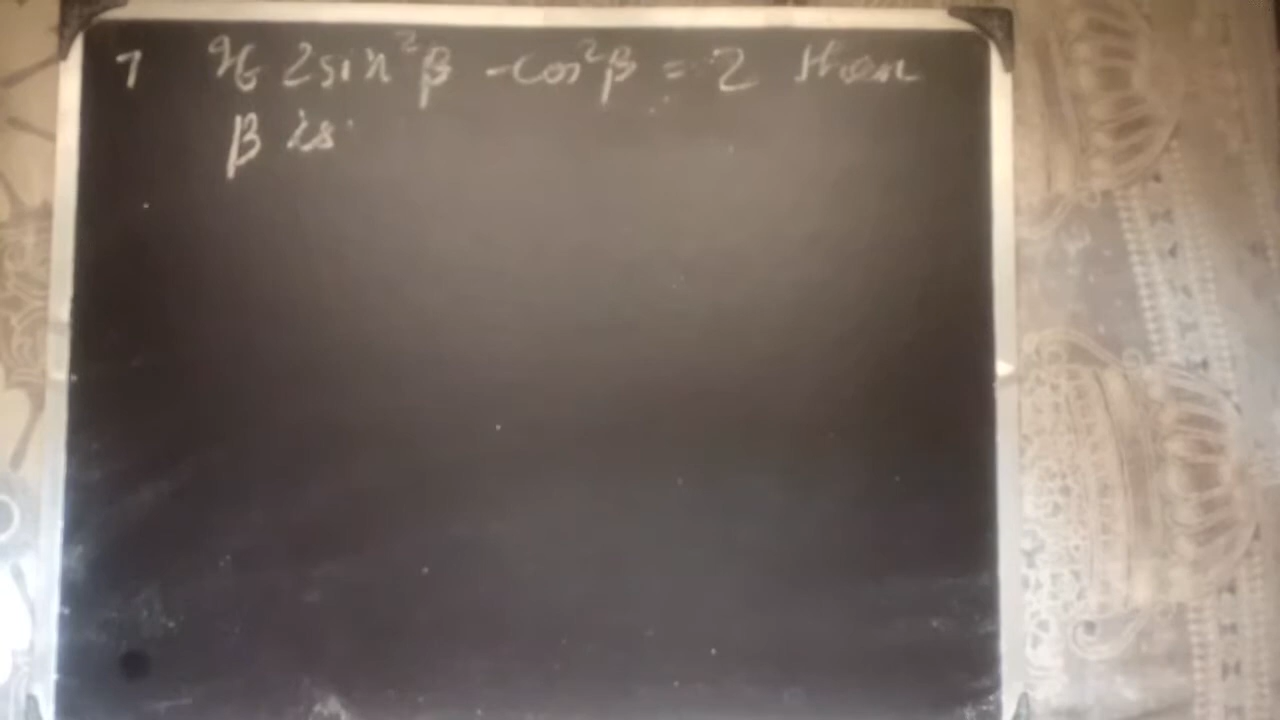 7 If 2sin²β - cos²β = 2 then
β is